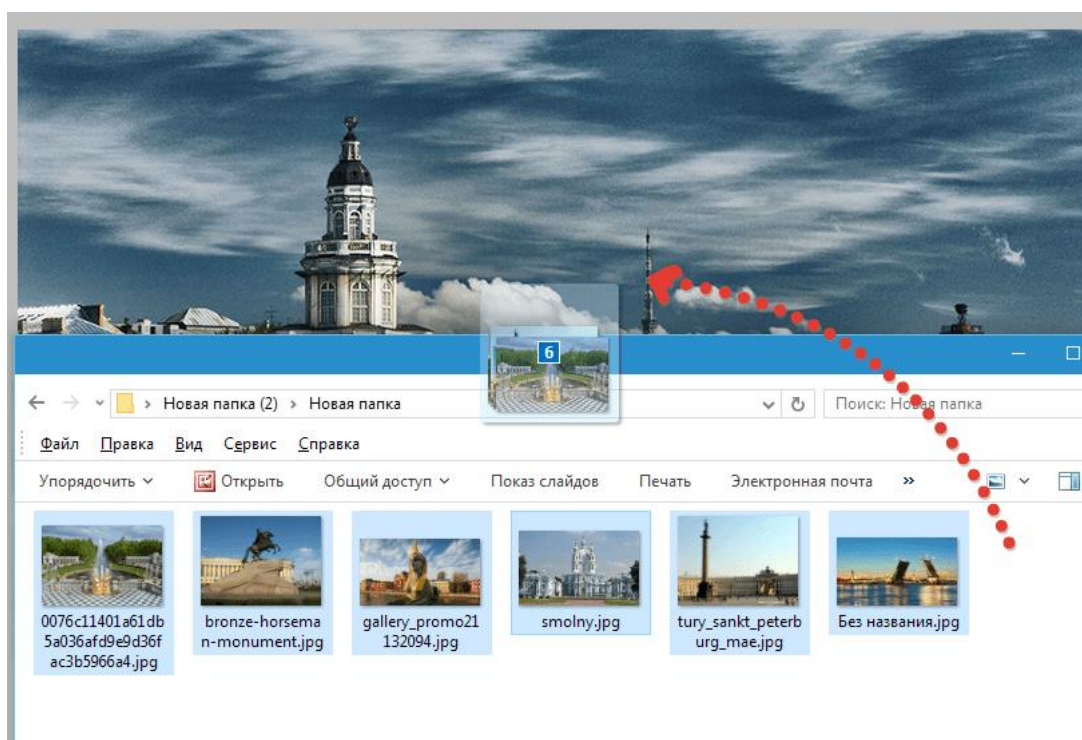 6
Новая папка (2) › Новая папка
Поиск: Новая папка
Файл Правка Вид Сервис Справка
Упорядочить Открыть Общий доступ Показ слайдов Печать Электронная почта »
0076c11401a61db
5a036afd9e9d36f
ac3b5966a4.jpg
bronze-horsema
n-monument.jpg
gallery_promo21
132094.jpg
smolny.jpg
tury_sankt_peterb
urg_mae.jpg
Без названия.jpg